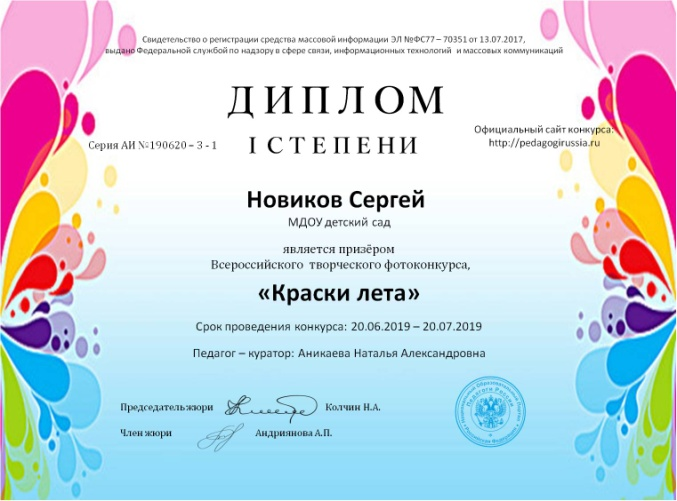 Свидетельство о регистрации средства массовой информации ЭЛ №ФС77 – 70351 от 13.07.2017,
выдано Федеральной службой по надзору в сфере связи, информационных технологий и массовых коммуникаций
ДИПЛОМ
Официальный сайт конкурса:
http://pedagogirussia.ru
Серия АИ №190620 – 3 - 1
I СТЕПЕНИ
Новиков Сергей
МДОУ детский сад
является призёром
Всероссийского творческого фотоконкурса,
«Краски лета»
Срок проведения конкурса: 20.06.2019 – 20.07.2019
Педагог – куратор: Аникаева Наталья Александровна
Председатель жюри Колчин Н.А.
Член жюри Андриянова А.П.
Педагоги России